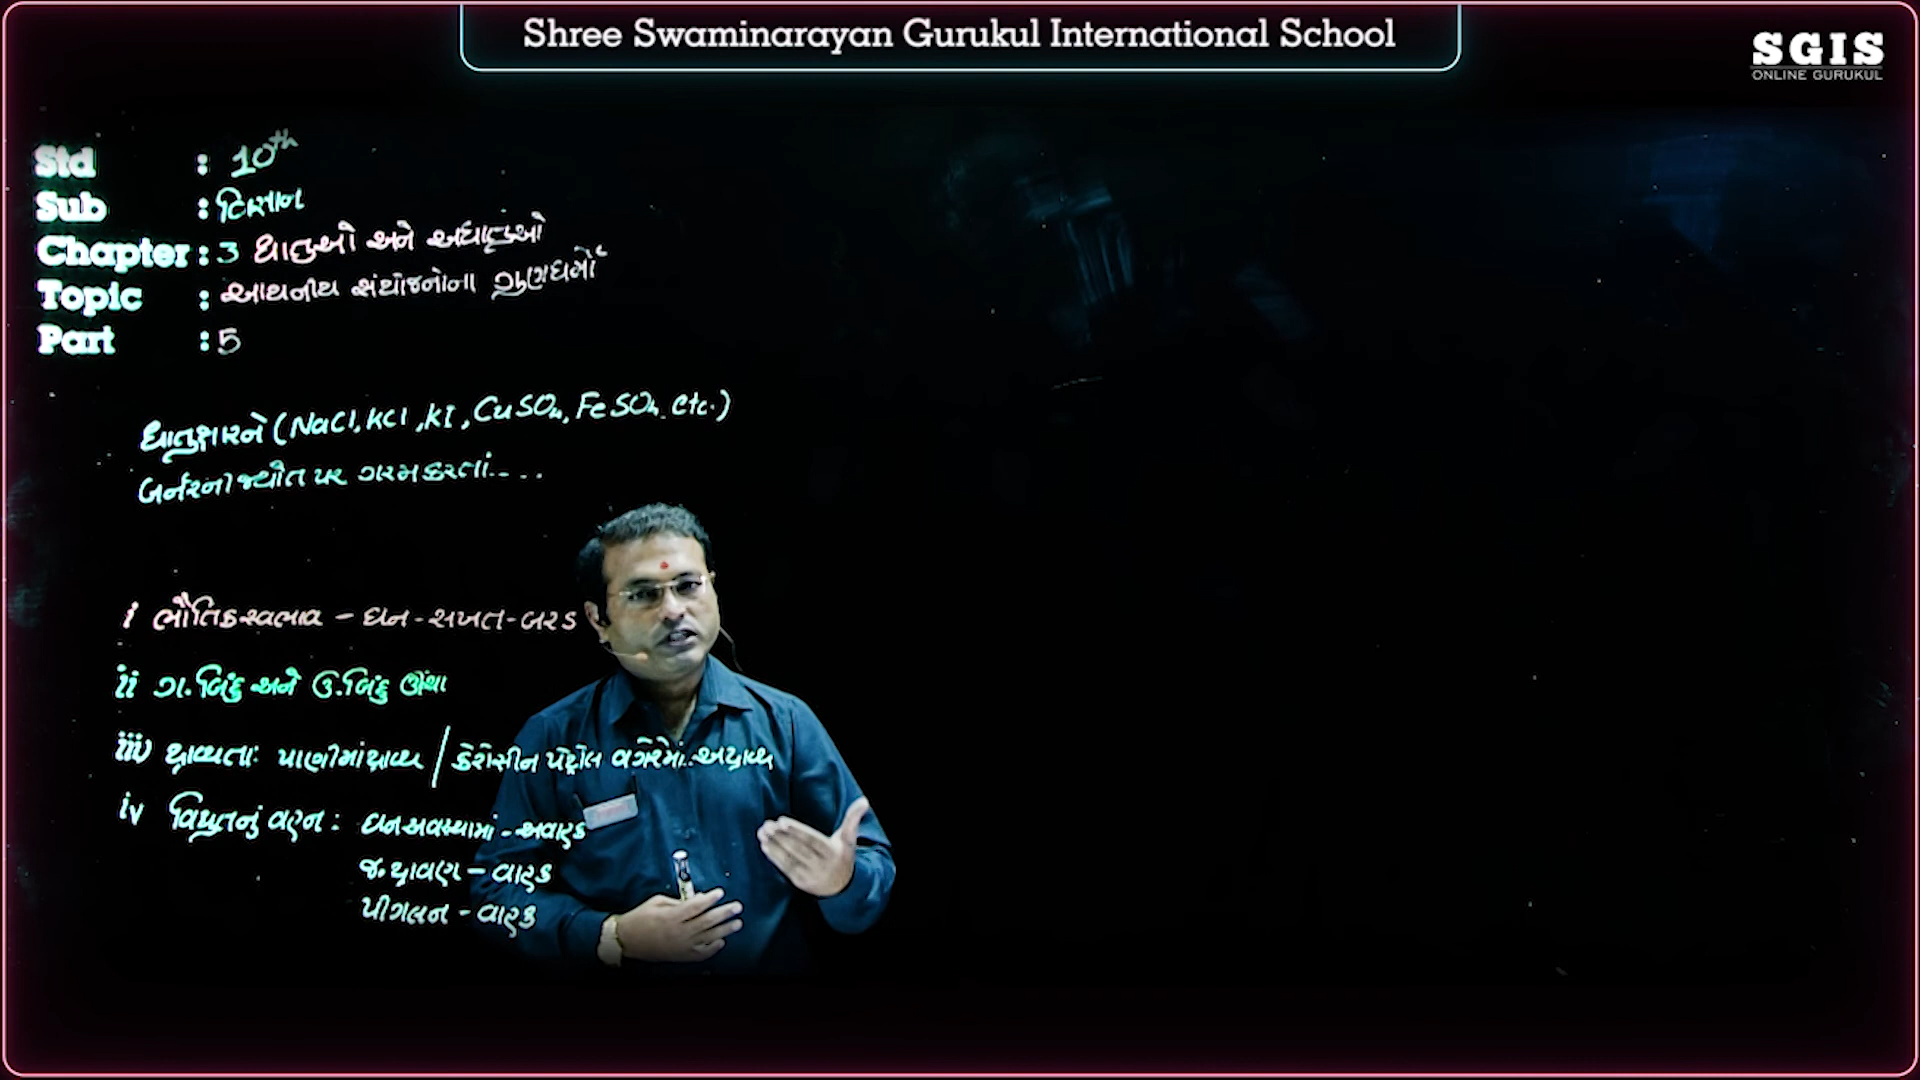 Shree Swaminarayan Gurukul International School
SGIS
ONLINE GURUKUL
Std : 10th
Sub : વિજ્ઞાન
Chapter : 3 ધાતુઓ અને અધાતુઓ
Topic : આયનીય સંયોજનોના ગુણધર્મો
Part : 5
ધાતુક્ષારને (NaCl, KCl, KI, CuSO4, FeSO4 etc.)
બર્નરની જ્યોત પર ગરમ કરતાં....
i ભૌતિક સ્વભાવ - ઘન - સખત - બરડ
ii ગ. બિંદુ અને ઉ. બિંદુ ઊંચા
iii) દ્રાવ્યતા: પાણીમાં દ્રાવ્ય / કેરોસીન પેટ્રોલ વગેરેમાં..અદ્રાવ્ય
iv વિદ્યુતનું વહન : ઘન અવસ્થામાં - અવાહક
જ. દ્રાવણ - વાહક
પીગલન - વાહક